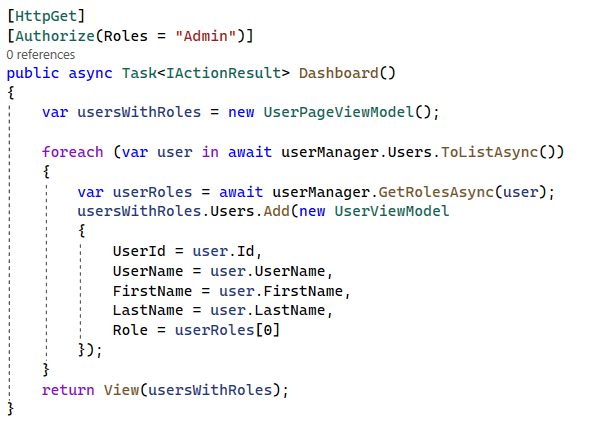 [HttpGet]
[Authorize(Roles = "Admin")]
0 references
public async Task<IActionResult> Dashboard()
{
    var usersWithRoles = new UserPageViewModel();

    foreach (var user in await userManager.Users.ToListAsync())
    {
        var userRoles = await userManager.GetRolesAsync(user);
        usersWithRoles.Users.Add(new UserViewModel
        {
            UserId = user.Id,
            UserName = user.UserName,
            FirstName = user.FirstName,
            LastName = user.LastName,
            Role = userRoles[0]
        });
    }
    return View(usersWithRoles);
}